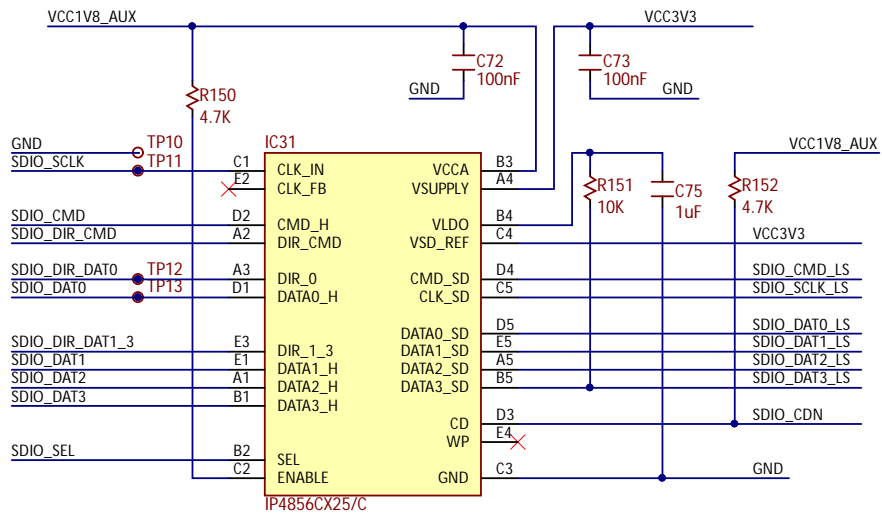 VCC1V8_AUX
VCC3V3
C72
100nF
C73
100nF
GND
GND
R150
4.7K
GND
TP10
IC31
VCC1V8_AUX
SDIO_SCLK
TP11
C1
CLK_IN
VCCA
B3
E2
CLK_FB
VSUPPLY
A4
R151
10K
C75
1uF
R152
4.7K
SDIO_CMD
D2
CMD_H
VLDO
B4
SDIO_DIR_CMD
A2
DIR_CMD
VSD_REF
C4
VCC3V3
SDIO_DIR_DAT0
TP12
A3
DIR_0
CMD_SD
D4
SDIO_CMD_LS
SDIO_DAT0
TP13
D1
DATA0_H
CLK_SD
C5
SDIO_SCLK_LS
DATA0_SD
D5
SDIO_DAT0_LS
SDIO_DIR_DAT1_3
E3
DIR_1_3
DATA1_SD
E5
SDIO_DAT1_LS
SDIO_DAT1
E1
DATA1_H
DATA2_SD
A5
SDIO_DAT2_LS
SDIO_DAT2
A1
DATA2_H
DATA3_SD
B5
SDIO_DAT3_LS
SDIO_DAT3
B1
DATA3_H
CD
D3
SDIO_CDN
WP
E4
SDIO_SEL
B2
SEL
C2
ENABLE
GND
C3
GND
IP4856CX25/C